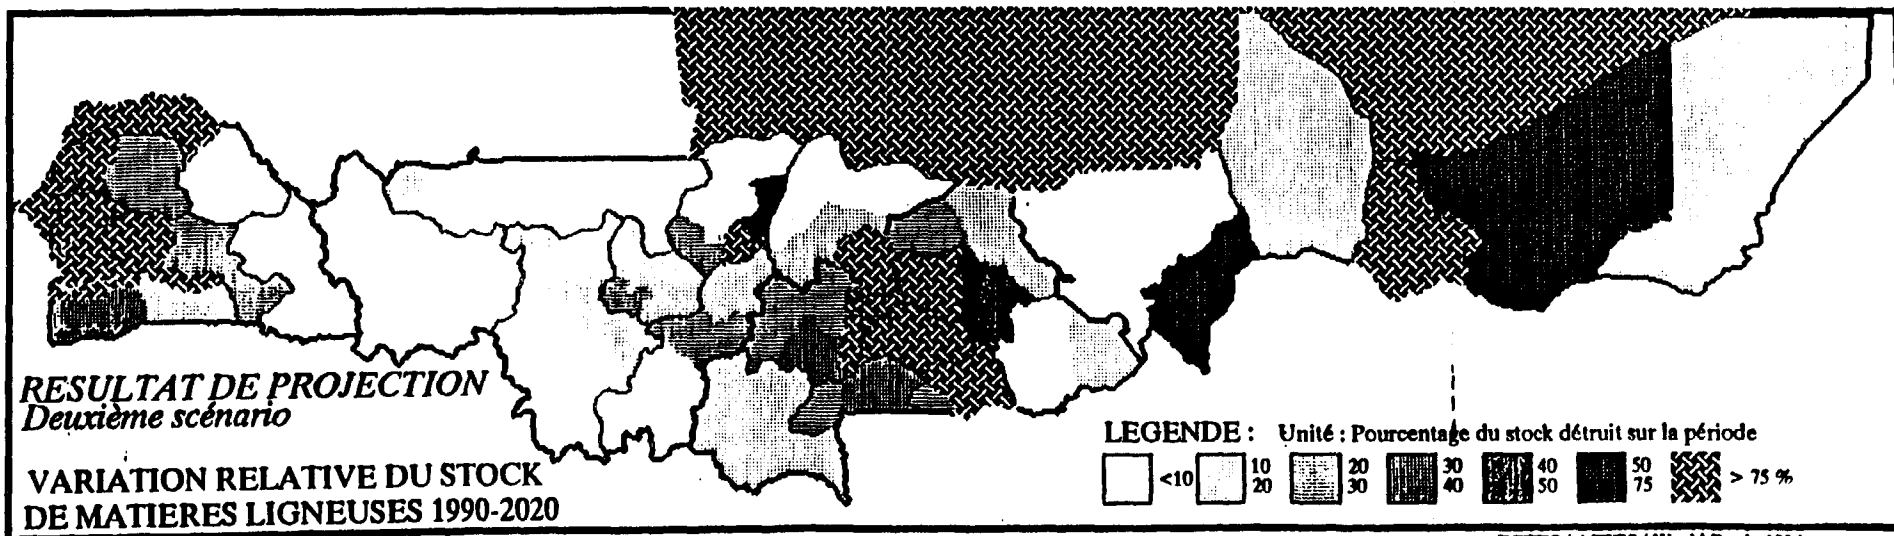 RESULTAT DE PROJECTION
Deuxième scénario
VARIATION RELATIVE DU STOCK
DE MATIERES LIGNEUSES 1990-2020
LEGENDE : Unité : Pourcentage du stock détruit sur la période
<10
10
20
20
30
30
40
40
50
50
75
> 75 %